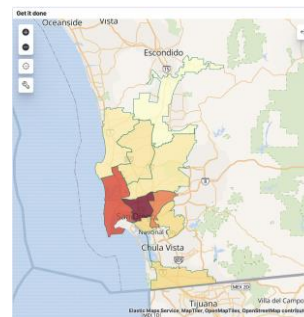 Get it done
Oceanside
Vista
Escondido
National C
Chula Vista
Tijuana
Villa del Campo
Elastic Maps Service, MapTiler, OpenMapTiles, OpenStreetMap contribut